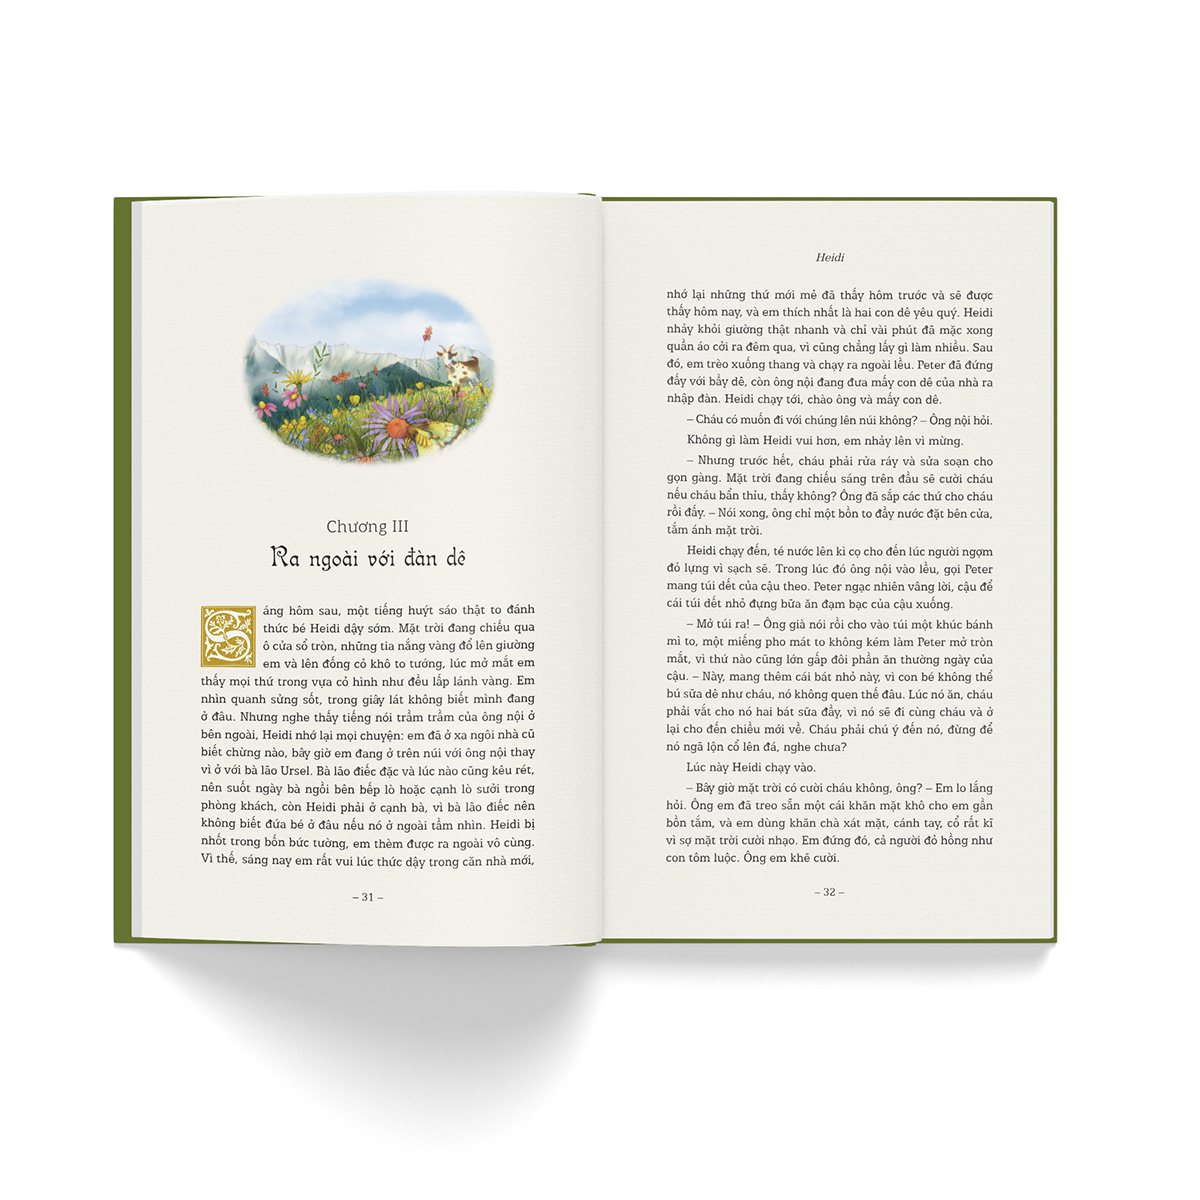 Chương III
Ra ngoài với đàn dê
Sáng hôm sau, một tiếng huýt sáo thật to đánh
thức bé Heidi dậy sớm. Mặt trời đang chiếu qua
ô cửa sổ tròn, những tia nắng vàng đổ lên giường
em và lên đống cỏ khô to tướng, lúc mở mắt em
thấy mọi thứ trong vựa cỏ hình như đều lấp lánh vàng. Em
nhìn quanh sửng sốt, trong giây lát không biết mình đang
ở đâu. Nhưng nghe thấy tiếng nói trầm trầm của ông nội ở
bên ngoài, Heidi nhớ lại mọi chuyện: em đã ở xa ngôi nhà cũ
biết chừng nào, bây giờ em đang ở trên núi với ông nội thay
vì ở với bà lão Ursel. Bà lão điếc đặc và lúc nào cũng kêu rét,
nên suốt ngày bà ngồi bên bếp lò hoặc cạnh lò sưởi trong
phòng khách, còn Heidi phải ở cạnh bà, vì bà lão điếc nên
không biết đứa bé ở đâu nếu nó ở ngoài tầm nhìn. Heidi bị
nhốt trong bốn bức tường, em thèm được ra ngoài vô cùng.
Vì thế, sáng nay em rất vui lúc thức dậy trong căn nhà mới,
– 31 –
Heidi
nhớ lại những thứ mới mẻ đã thấy hôm trước và sẽ được
thấy hôm nay, và em thích nhất là hai con dê yêu quý. Heidi
nhảy khỏi giường thật nhanh và chỉ vài phút đã mặc xong
quần áo cởi ra đêm qua, vì cũng chẳng lấy gì làm nhiều. Sau
đó, em trèo xuống thang và chạy ra ngoài lều. Peter đã đứng
đấy với bầy dê, còn ông nội đang đưa mấy con dê của nhà ra
nhập đàn. Heidi chạy tới, chào ông và mấy con dê.
– Cháu có muốn đi với chúng lên núi không? – Ông nội hỏi.
Không gì làm Heidi vui hơn, em nhảy lên vì mừng.
– Nhưng trước hết, cháu phải rửa ráy và sửa soạn cho
gọn gàng. Mặt trời đang chiếu sáng trên đầu sẽ cười cháu
nếu cháu bẩn thỉu, thấy không? Ông đã sắp các thứ cho cháu
rồi đấy. – Nói xong, ông chỉ một bồn to đầy nước đặt bên cửa,
tắm ánh mặt trời.
Heidi chạy đến, té nước lên kì cọ cho đến lúc người ngợm
đỏ lựng vì sạch sẽ. Trong lúc đó ông nội vào lều, gọi Peter
mang túi dết của cậu theo. Peter ngạc nhiên vâng lời, cậu để
cái túi dết nhỏ đựng bữa ăn đạm bạc của cậu xuống.
– Mở túi ra! – Ông già nói rồi cho vào túi một khúc bánh
mì to, một miếng pho mát to không kém làm Peter mở tròn
mắt, vì thứ nào cũng lớn gấp đôi phần ăn thường ngày của
cậu. – Này, mang thêm cái bát nhỏ này, vì con bé không thể
bú sữa dê như cháu, nó không quen thế đâu. Lúc nó ăn, cháu
phải vắt cho nó hai bát sữa đầy, vì nó sẽ đi cùng cháu và ở
lại cho đến chiều mới về. Cháu phải chú ý đến nó, đừng để
nó ngã lộn cổ lên đá, nghe chưa?
Lúc này Heidi chạy vào.
– Bây giờ mặt trời có cười cháu không, ông? – Em lo lắng
hỏi. Ông em đã treo sẵn một cái khăn mặt khô cho em gần
bồn tắm, và em dùng khăn chà xát mặt, cánh tay, cổ rất kĩ
vì sợ mặt trời cười nhạo. Em đứng đó, cả người đỏ hồng như
con tôm luộc. Ông em khẽ cười.
– 32 –